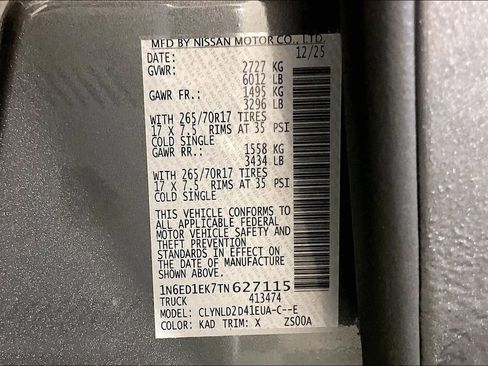 MFD BY NISSAN MOTOR CO., LTD.
DATE: 12/25
GVWR: 2727 KG
6012 LB
GAWR FR.: 1495 KG
3296 LB
WITH 265/70R17 TIRES
17 X 7.5 RIMS AT 35 PSI
COLD SINGLE
GAWR RR.: 1558 KG
3434 LB
WITH 265/70R17 TIRES
17 X 7.5 RIMS AT 35 PSI
COLD SINGLE
THIS VEHICLE CONFORMS TO
ALL APPLICABLE FEDERAL
MOTOR VEHICLE SAFETY AND
THEFT PREVENTION
STANDARDS IN EFFECT ON
THE DATE OF MANUFACTURE
SHOWN ABOVE.
1N6ED1EK7TN627115
TRUCK 413474
MODEL: CLYNLD2D41EUA-C--E
COLOR: KAD TRIM: X ZS00A